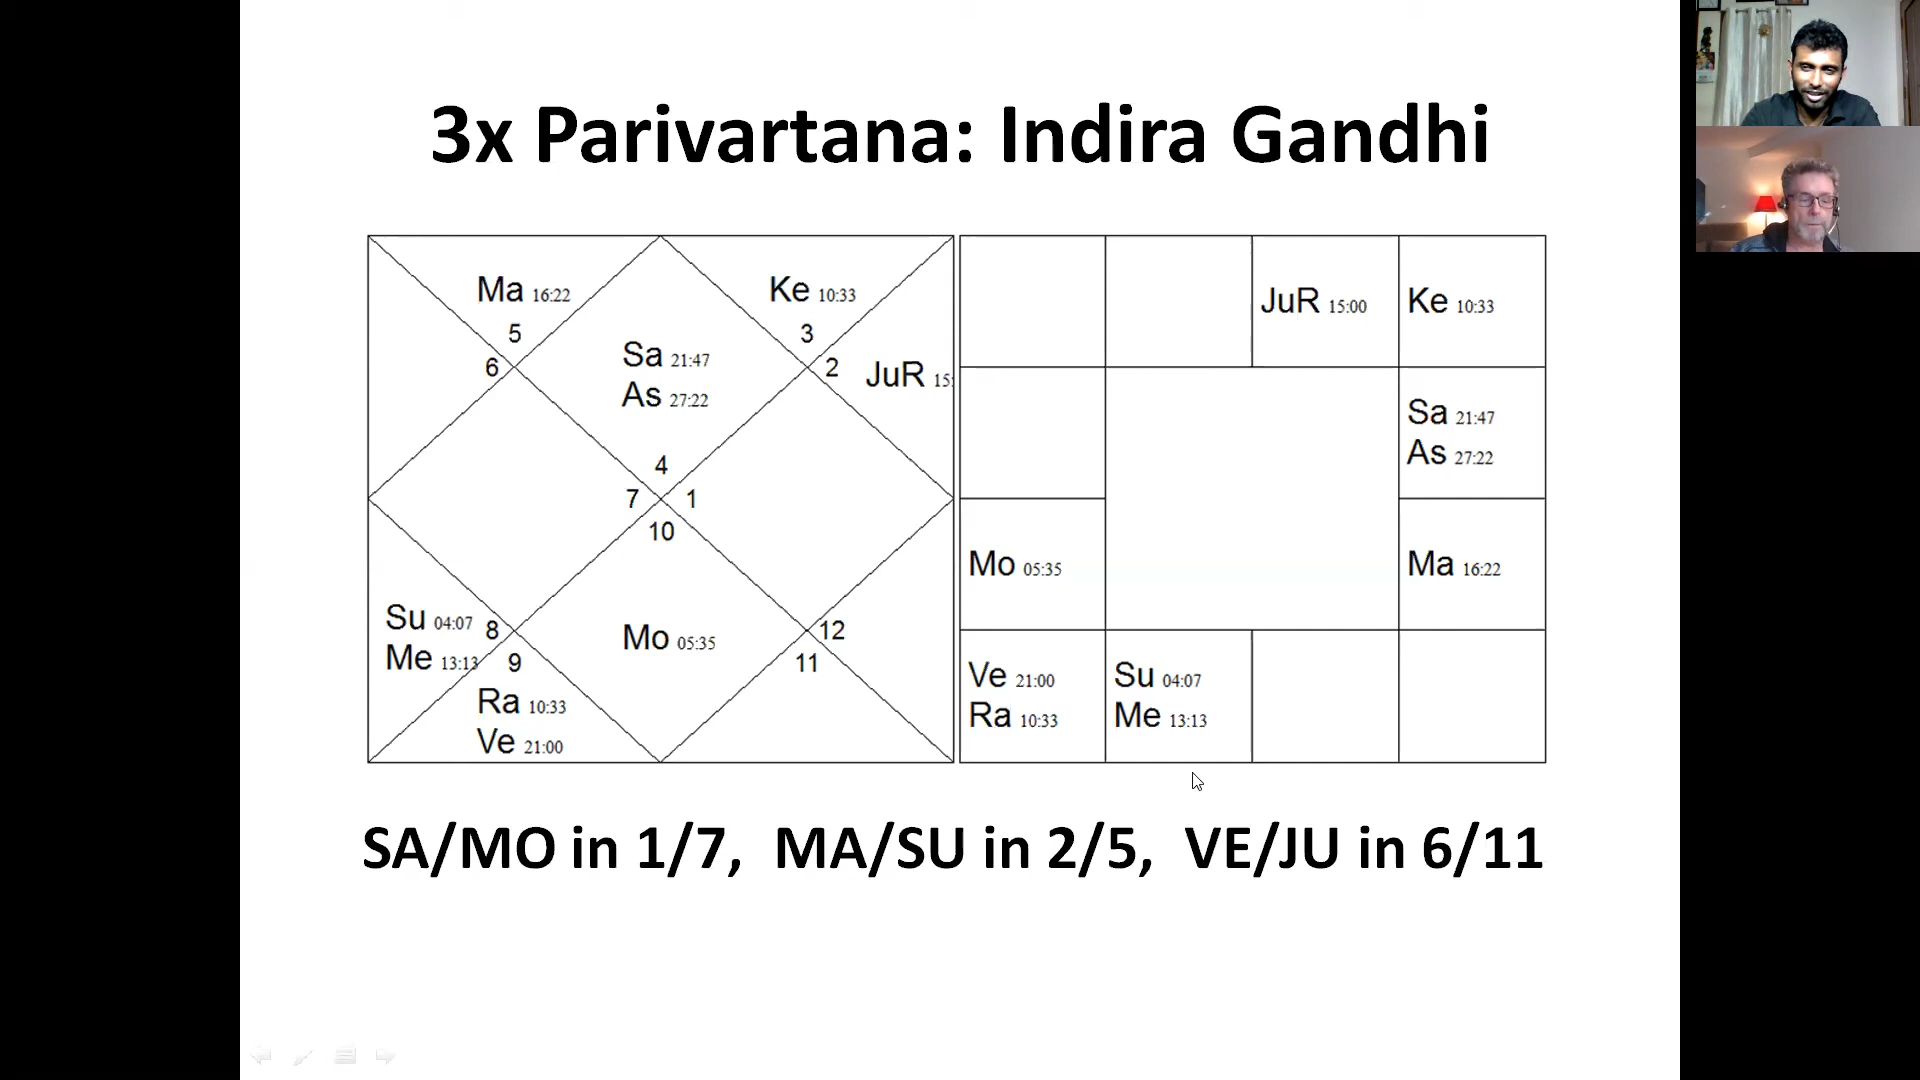 3x Parivartana: Indira Gandhi
Ma 16:22
Ke 10:33
5
3
Sa 21:47
As 27:22
6
2
JuR 15:
4
7
1
10
Su 04:07
Me 13:13
8
9
Mo 05:35
12
11
Ra 10:33
Ve 21:00
JuR 15:00
Ke 10:33
Sa 21:47
As 27:22
Mo 05:35
Ma 16:22
Ve 21:00
Ra 10:33
Su 04:07
Me 13:13
SA/MO in 1/7, MA/SU in 2/5, VE/JU in 6/11